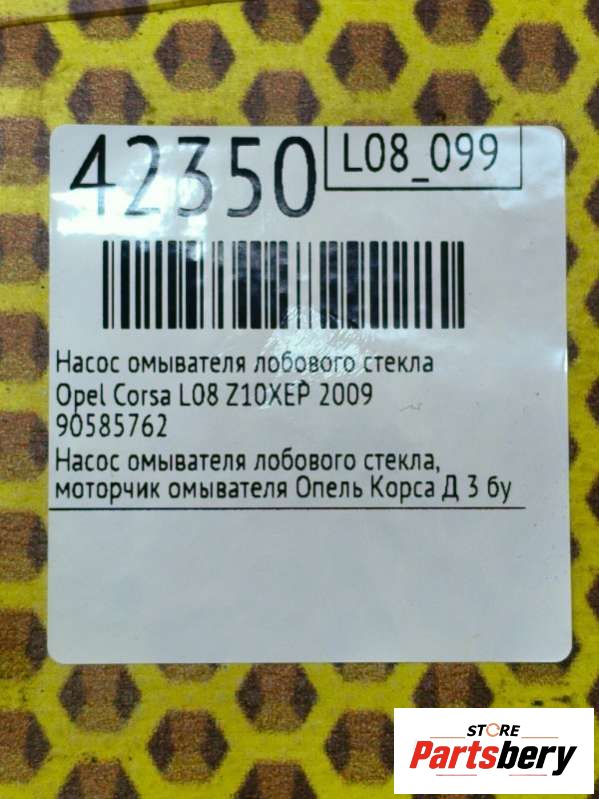 42350
L08_099
Насос омывателя лобового стекла
Opel Corsa L08 Z10XEP 2009
90585762
Насос омывателя лобового стекла,
моторчик омывателя Опель Корса Д 3 бу
STORE
Partsbery